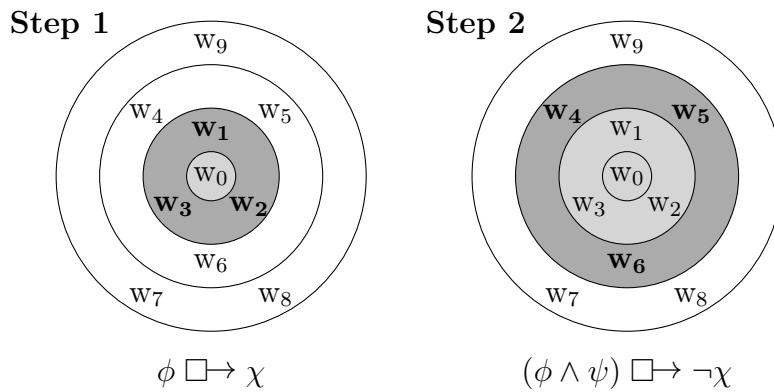 Step 1
w₉
w₄ w₅
w₁
w₀
w₃ w₂
w₆
w₇ w₈
ϕ □→ χ
Step 2
w₉
w₄ w₅
w₁
w₀
w₃ w₂
w₆
w₇ w₈
(ϕ ∧ ψ) □→ ¬χ